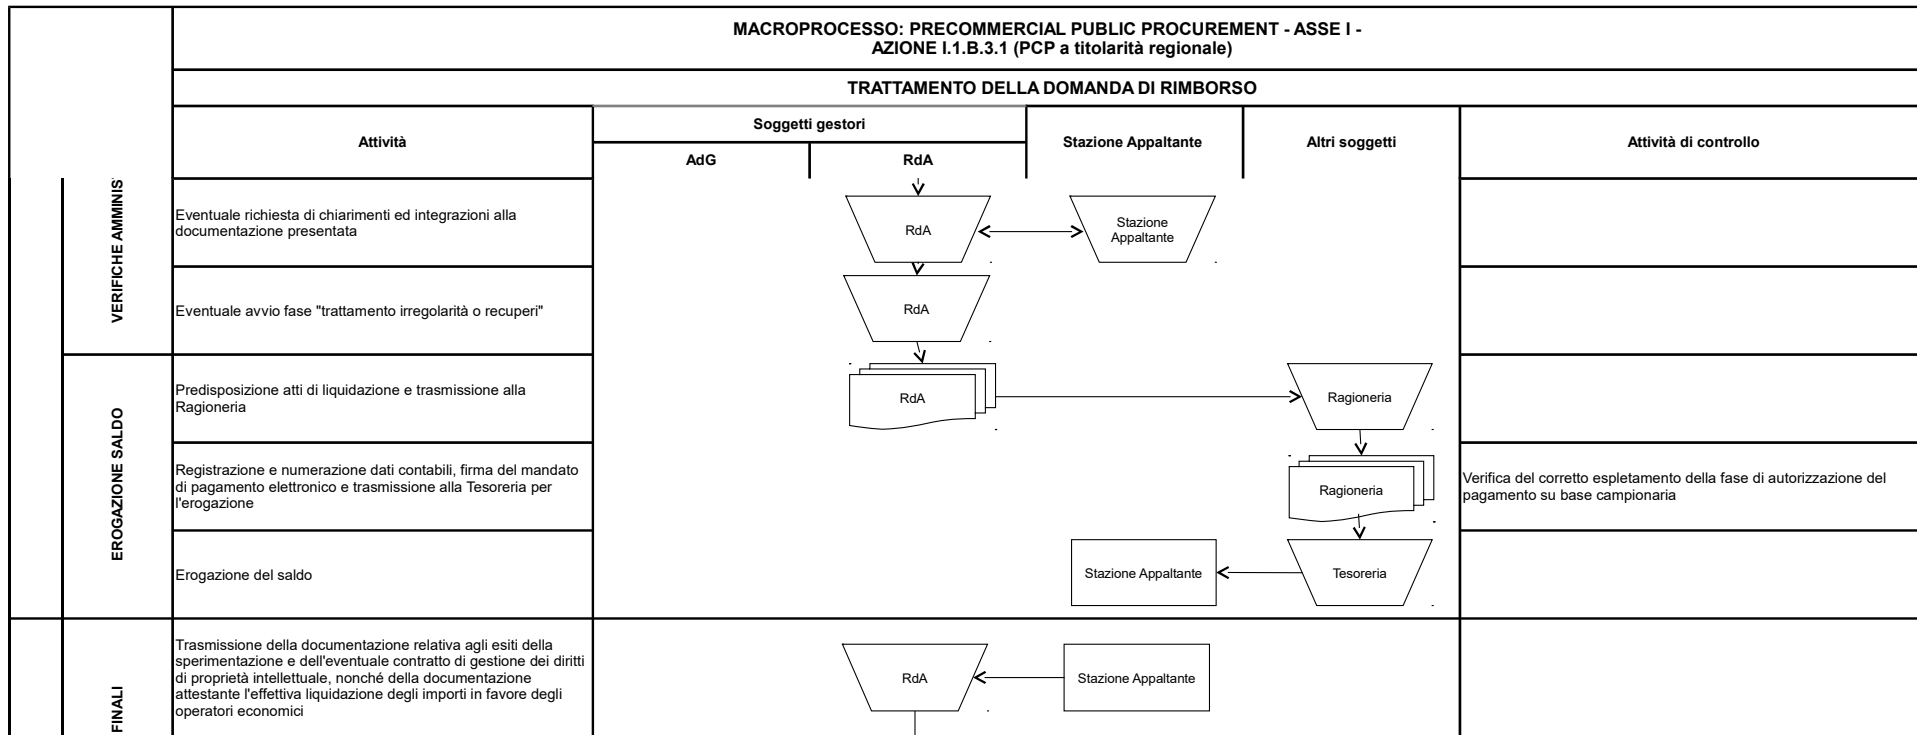 MACROPROCESSO: PRECOMMERCIAL PUBLIC PROCUREMENT - ASSE I -
AZIONE I.1.B.3.1 (PCP a titolarità regionale)
TRATTAMENTO DELLA DOMANDA DI RIMBORSO
Attività
Soggetti gestori
AdG
RdA
Stazione Appaltante
Altri soggetti
Attività di controllo
VERIFICHE AMMINIS
Eventuale richiesta di chiarimenti ed integrazioni alla
documentazione presentata
RdA
Stazione
Appaltante
Eventuale avvio fase "trattamento irregolarità o recuperi"
RdA
EROGAZIONE SALDO
Predisposizione atti di liquidazione e trasmissione alla
Ragioneria
RdA
Ragioneria
Registrazione e numerazione dati contabili, firma del mandato
di pagamento elettronico e trasmissione alla Tesoreria per
l'erogazione
Ragioneria
Verifica del corretto espletamento della fase di autorizzazione del
pagamento su base campionaria
Erogazione del saldo
Stazione Appaltante
Tesoreria
FINALI
Trasmissione della documentazione relativa agli esiti della
sperimentazione e dell'eventuale contratto di gestione dei diritti
di proprietà intellettuale, nonché della documentazione
attestante l'effettiva liquidazione degli importi in favore degli
operatori economici
RdA
Stazione Appaltante